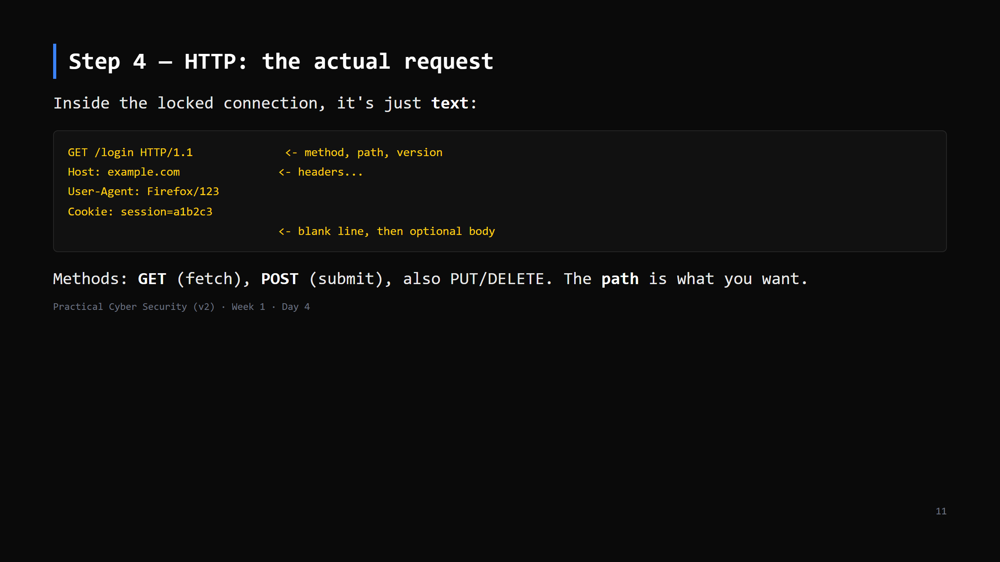 Step 4 — HTTP: the actual request
Inside the locked connection, it's just text:
GET /login HTTP/1.1              <- method, path, version
Host: example.com               <- headers...
User-Agent: Firefox/123
Cookie: session=a1b2c3
                                <- blank line, then optional body
Methods: GET (fetch), POST (submit), also PUT/DELETE. The path is what you want.
Practical Cyber Security (v2) · Week 1 · Day 4
11